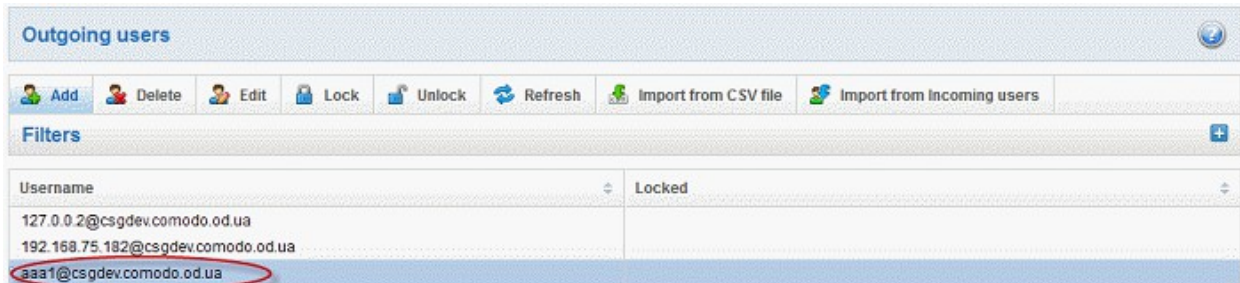 Outgoing users
Add Delete Edit Lock Unlock Refresh Import from CSV file Import from Incoming users
Filters
Username Locked
127.0.0.2@csgdev.comodo.od.ua
192.168.75.182@csgdev.comodo.od.ua
aaa1@csgdev.comodo.od.ua